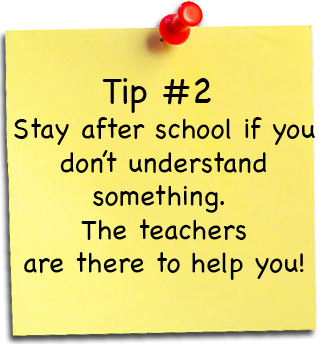 Tip #2
Stay after school if you
don't understand
something.
The teachers
are there to help you!